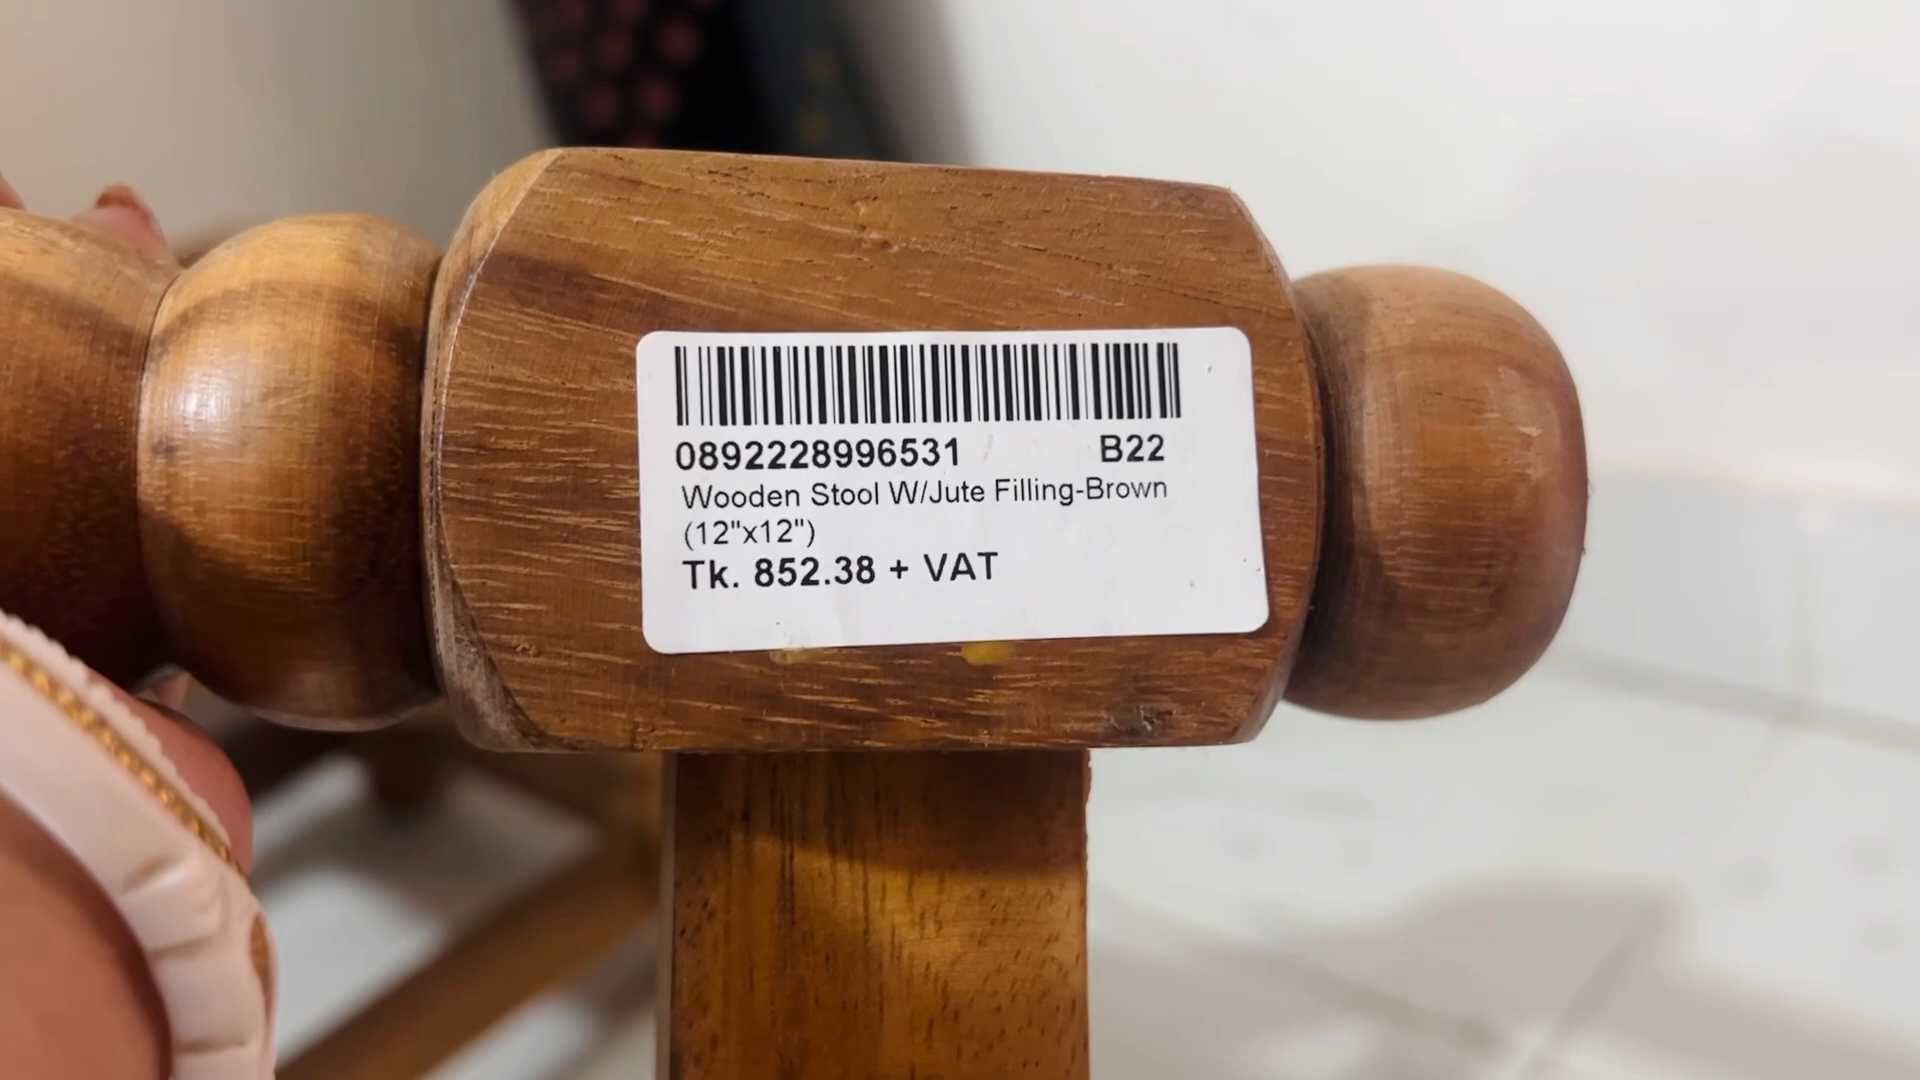 0892228996531 B22
Wooden Stool W/Jute Filling-Brown
(12"x12")
Tk. 852.38 + VAT